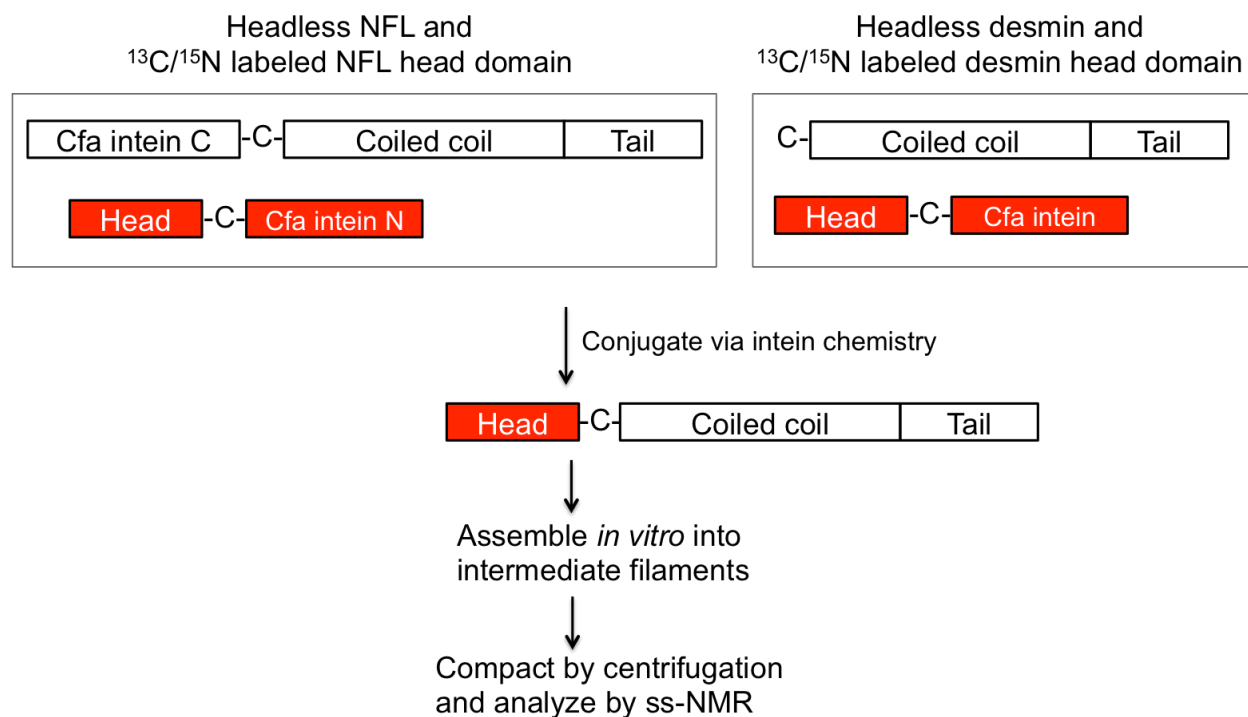 Headless NFL and
¹³C/¹⁵N labeled NFL head domain
Headless desmin and
¹³C/¹⁵N labeled desmin head domain
Cfa intein C -C- Coiled coil Tail
Head -C- Cfa intein N
C- Coiled coil Tail
Head -C- Cfa intein
Conjugate via intein chemistry
Head -C- Coiled coil Tail
Assemble in vitro into
intermediate filaments
Compact by centrifugation
and analyze by ss-NMR